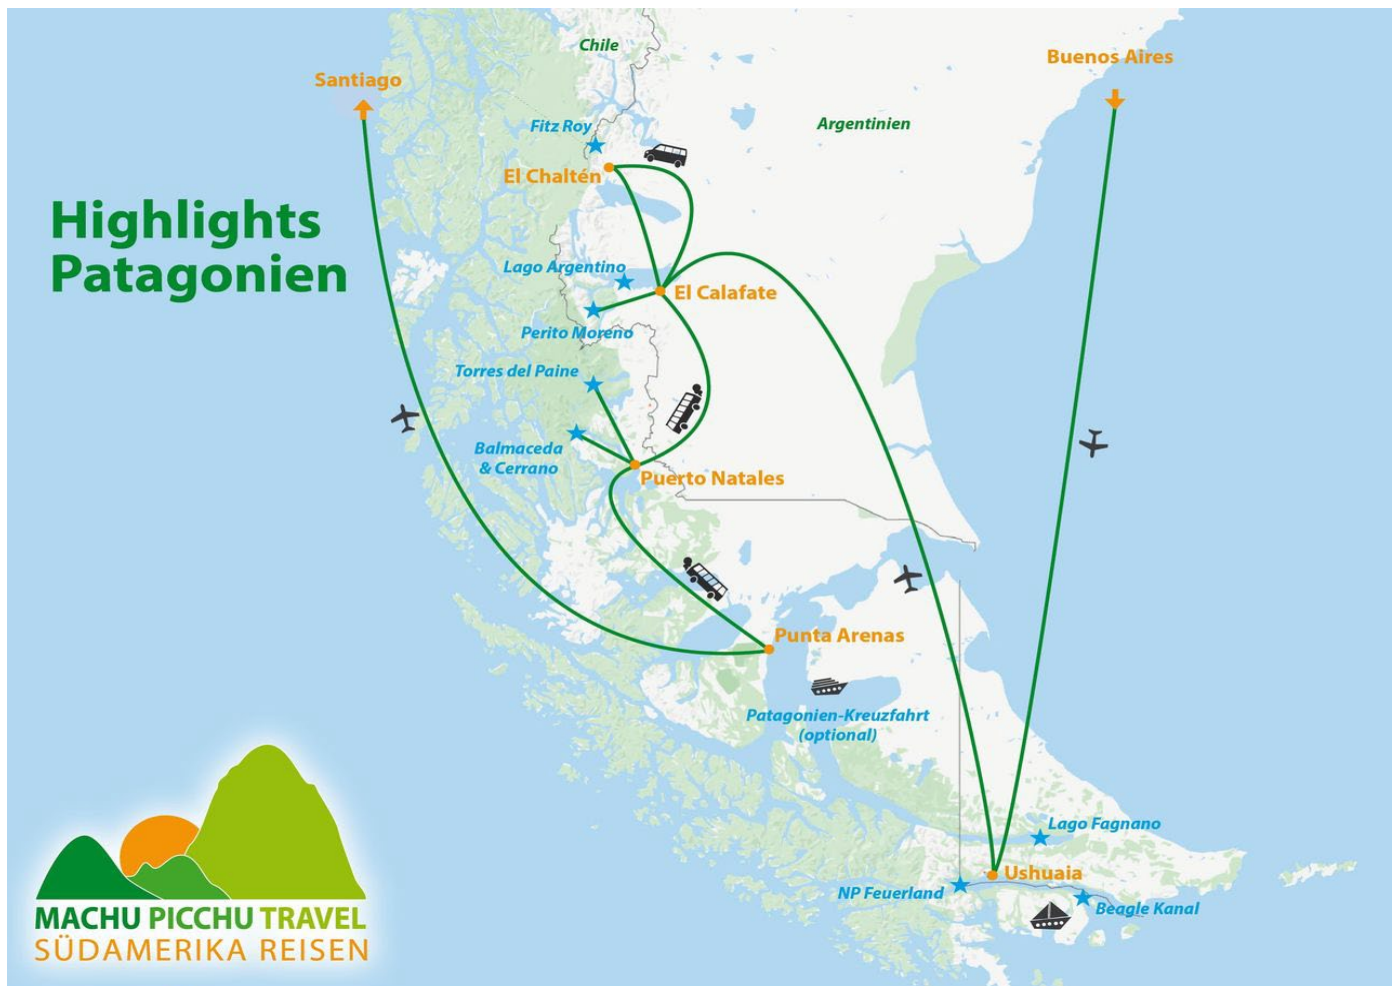 Chile
Buenos Aires
Santiago
Argentinien
Fitz Roy
El Chaltén
Highlights
Patagonien
Lago Argentino
El Calafate
Perito Moreno
Torres del Paine
Balmaceda
& Cerrano
Puerto Natales
Punta Arenas
Patagonien-Kreuzfahrt
(optional)
Lago Fagnano
Ushuaia
NP Feuerland
Beagle Kanal
MACHU PICCHU TRAVEL
SÜDAMERIKA REISEN